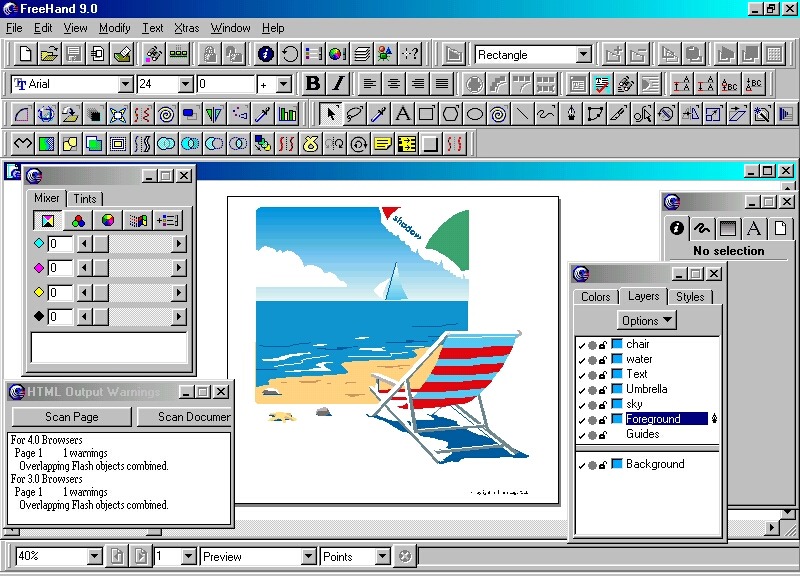 FreeHand 9.0
File Edit View Modify Text Xtras Window Help
Rectangle
Arial 24 0 + B I
Mixer Tints
0
0
0
0
shadow
No selection
Colors Layers Styles
Options
chair
water
Text
Umbrella
sky
Foreground
Guides
Background
HTML Output Warnings
Scan Page Scan Documen
For 4.0 Browsers
Page 1 1 warnings
Overlapping Flash objects combined.
For 3.0 Browsers
Page 1 1 warnings
Overlapping Flash objects combined.
40% 1 Preview Points